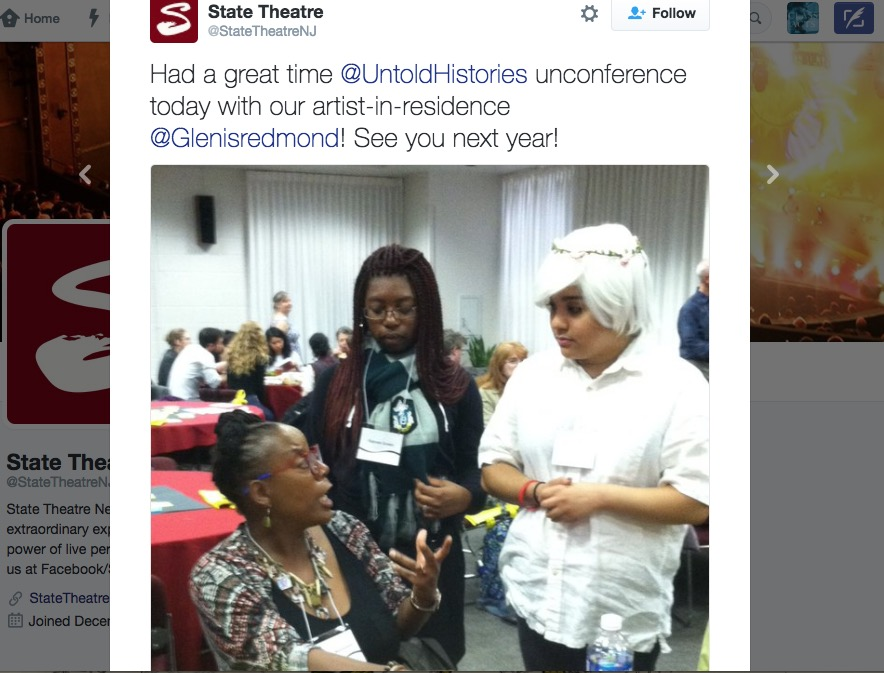 Home
State Theatre
@StateTheatreNJ
Follow
Had a great time @UntoldHistories unconference
today with our artist-in-residence
@Glenisredmond! See you next year!
State Thea
@StateTheatreN
State Theatre Ne
extraordinary exp
power of live per
us at Facebook/S
StateTheatre
Joined Decem